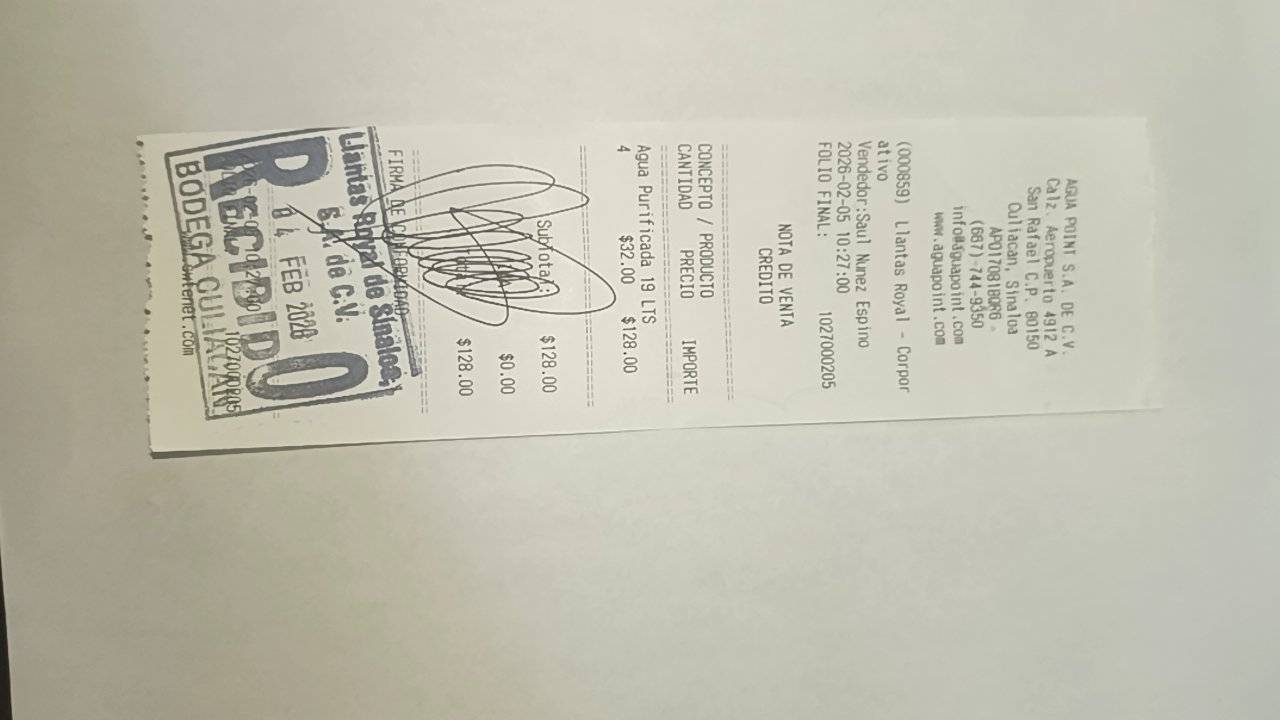 AGUA POINT S.A. DE C.V.
Calz. Aeropuerto 4912 A
San Rafael C.P. 80150
Culiacan, Sinaloa
APO170818QR6
(667)-744-9350
info@aguapoint.com
www.aguapoint.com
(000859) Llantas Royal - Corpor
ativo
Vendedor:Saul Nunez Espino
2026-02-05 10:27:00
FOLIO FINAL: 1027000205
NOTA DE VENTA
CREDITO
CONCEPTO / PRODUCTO
CANTIDAD PRECIO IMPORTE
Agua Purificada 19 LTS
4 $32.00 $128.00
Subtotal: $128.00
$0.00
$128.00
FIRMA DE CONFORMIDAD
Llantas Royal de Sinaloa,
S.A. de C.V.
FEB 2026
RECIBIDO
1027000205
BODEGA CULIACAN